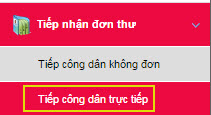 Tiếp nhận đơn thư
Tiếp công dân không đơn
Tiếp công dân trực tiếp